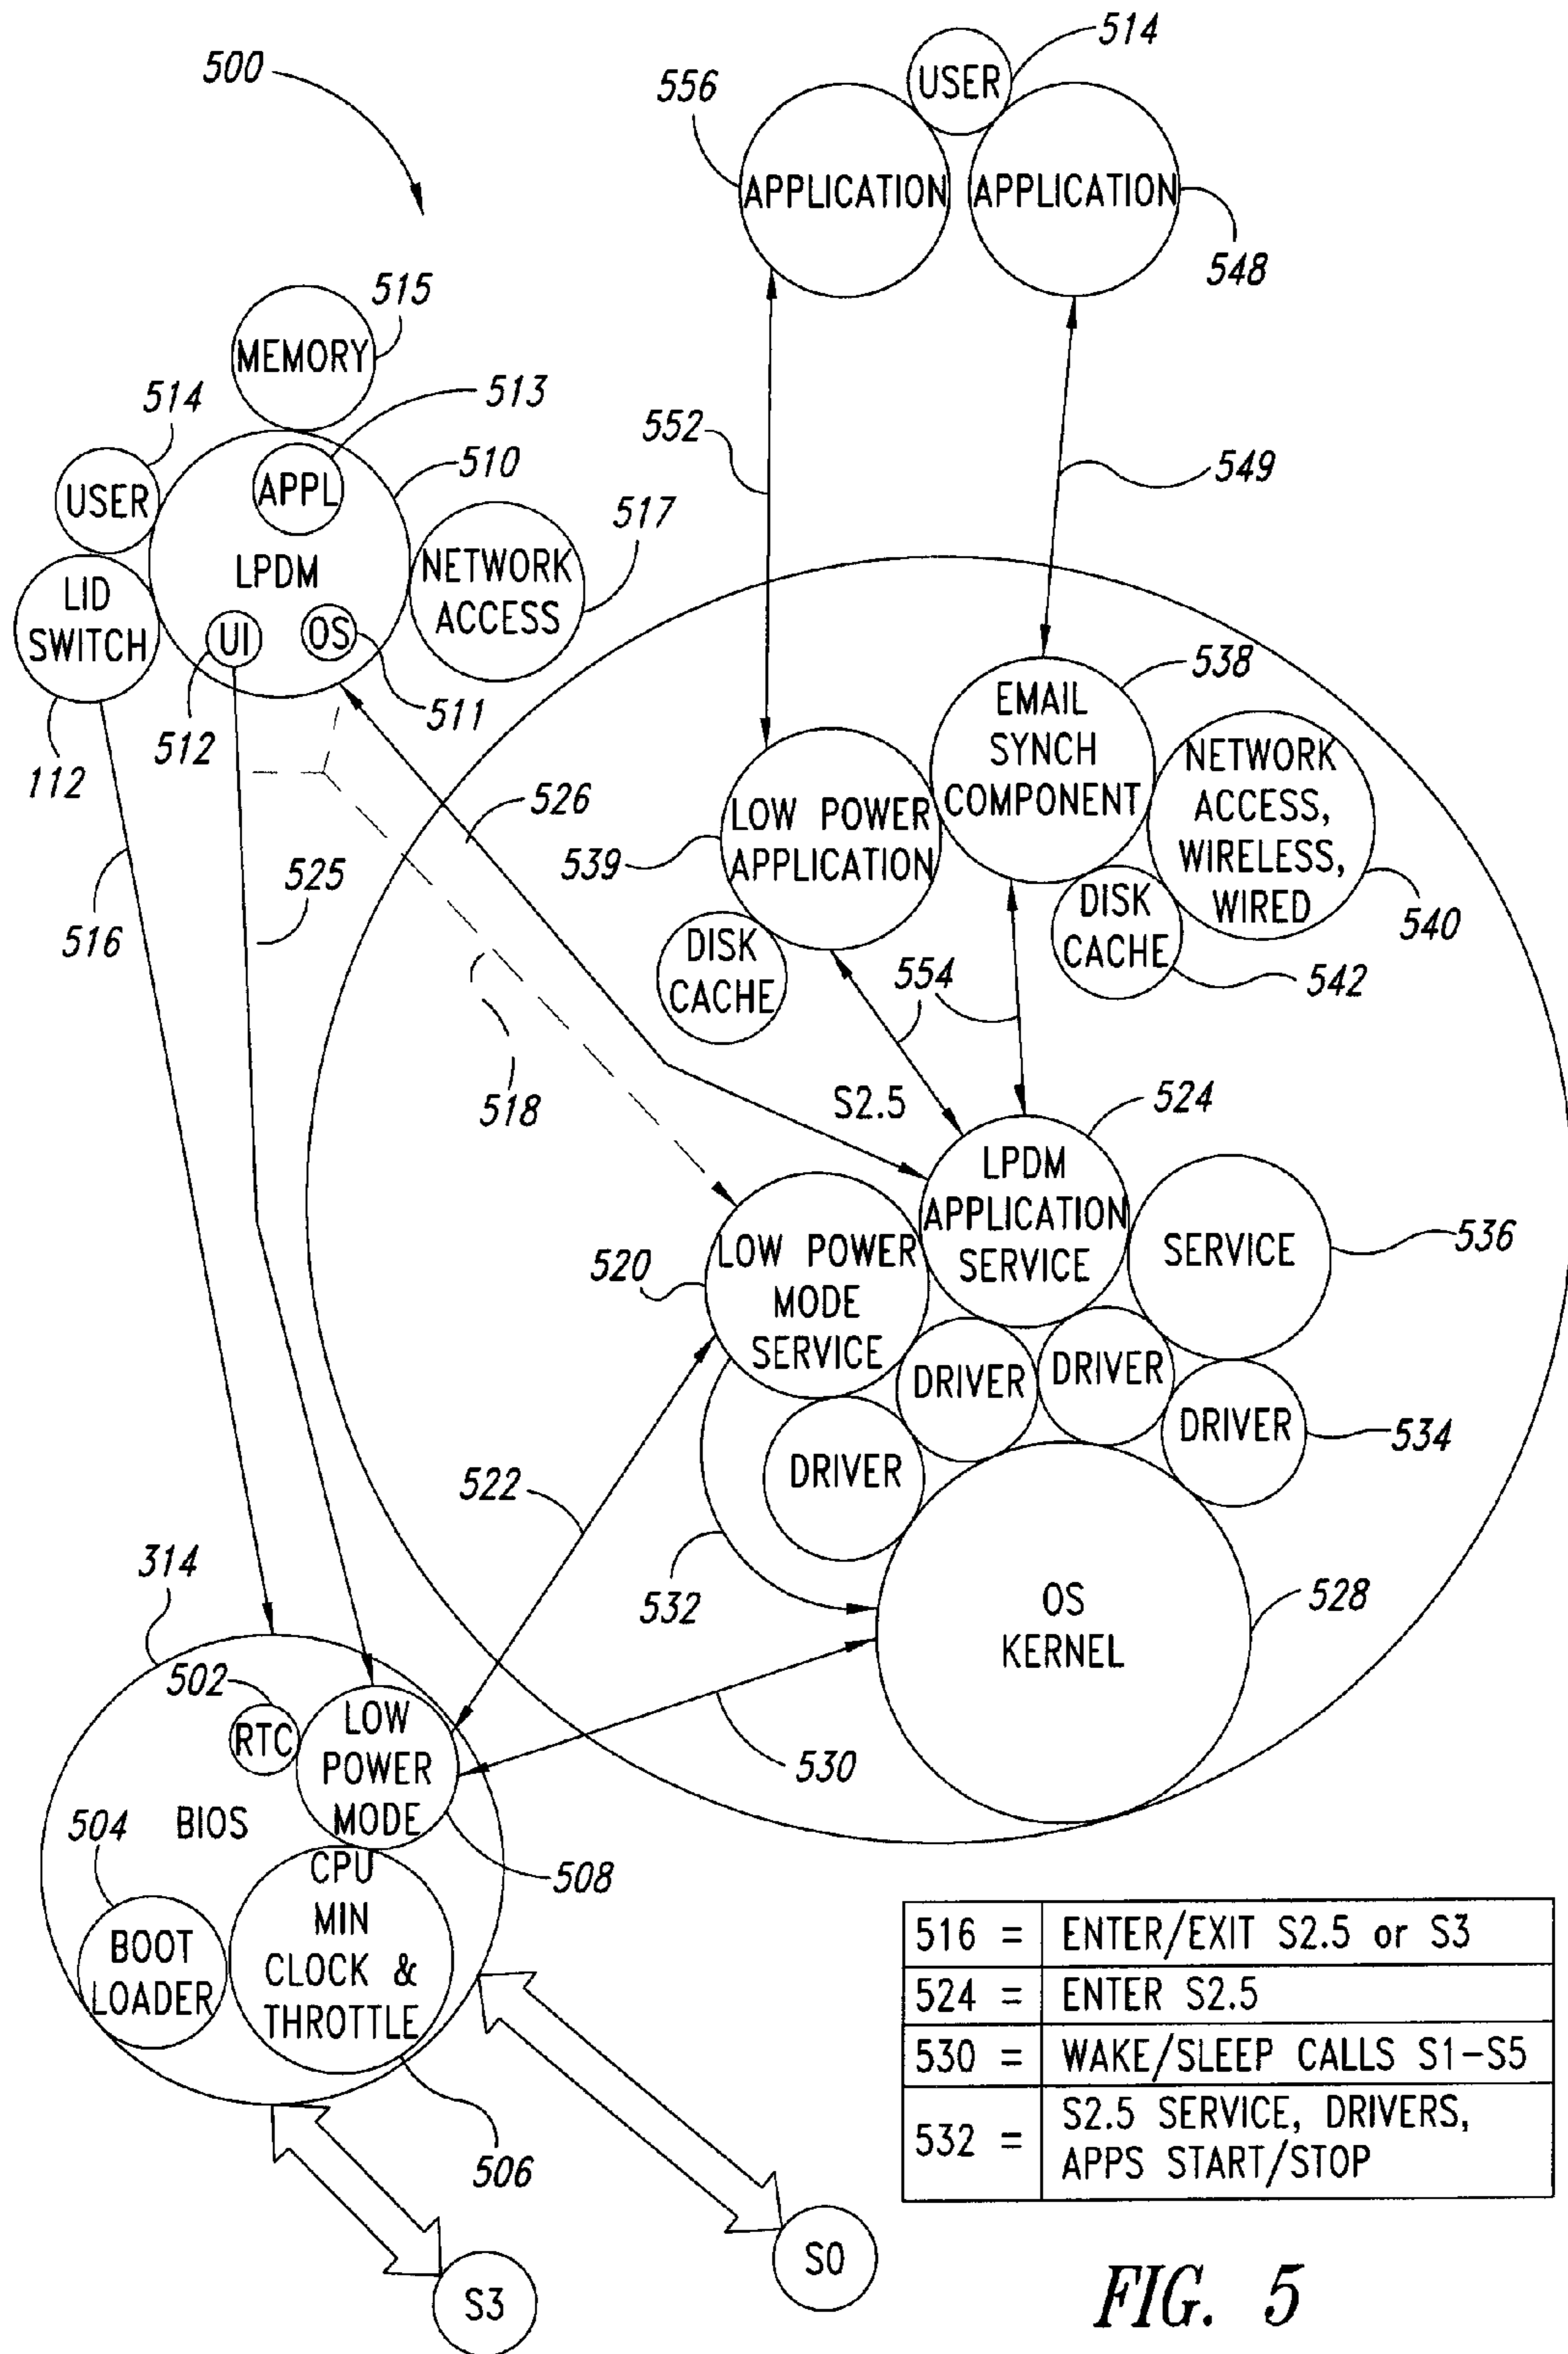 500
514
USER
556
APPLICATION
APPLICATION
548
515
MEMORY
514
513
552
510
549
USER
APPL
517
LPDM
NETWORK
ACCESS
LID
SWITCH
UI
OS
512
511
112
538
EMAIL
SYNCH
COMPONENT
526
LOW POWER
APPLICATION
539
NETWORK
ACCESS,
WIRELESS,
WIRED
540
516
525
DISK
CACHE
542
DISK
CACHE
554
518
S2.5
524
LPDM
APPLICATION
SERVICE
520
LOW POWER
MODE
SERVICE
SERVICE
536
DRIVER
DRIVER
DRIVER
534
DRIVER
522
532
OS
KERNEL
528
314
502
RTC
LOW
POWER
MODE
530
504
BIOS
508
CPU
MIN
CLOCK &
THROTTLE
BOOT
LOADER
506
S3
S0
516 = ENTER/EXIT S2.5 or S3
524 = ENTER S2.5
530 = WAKE/SLEEP CALLS S1-S5
532 = S2.5 SERVICE, DRIVERS,
APPS START/STOP
FIG. 5